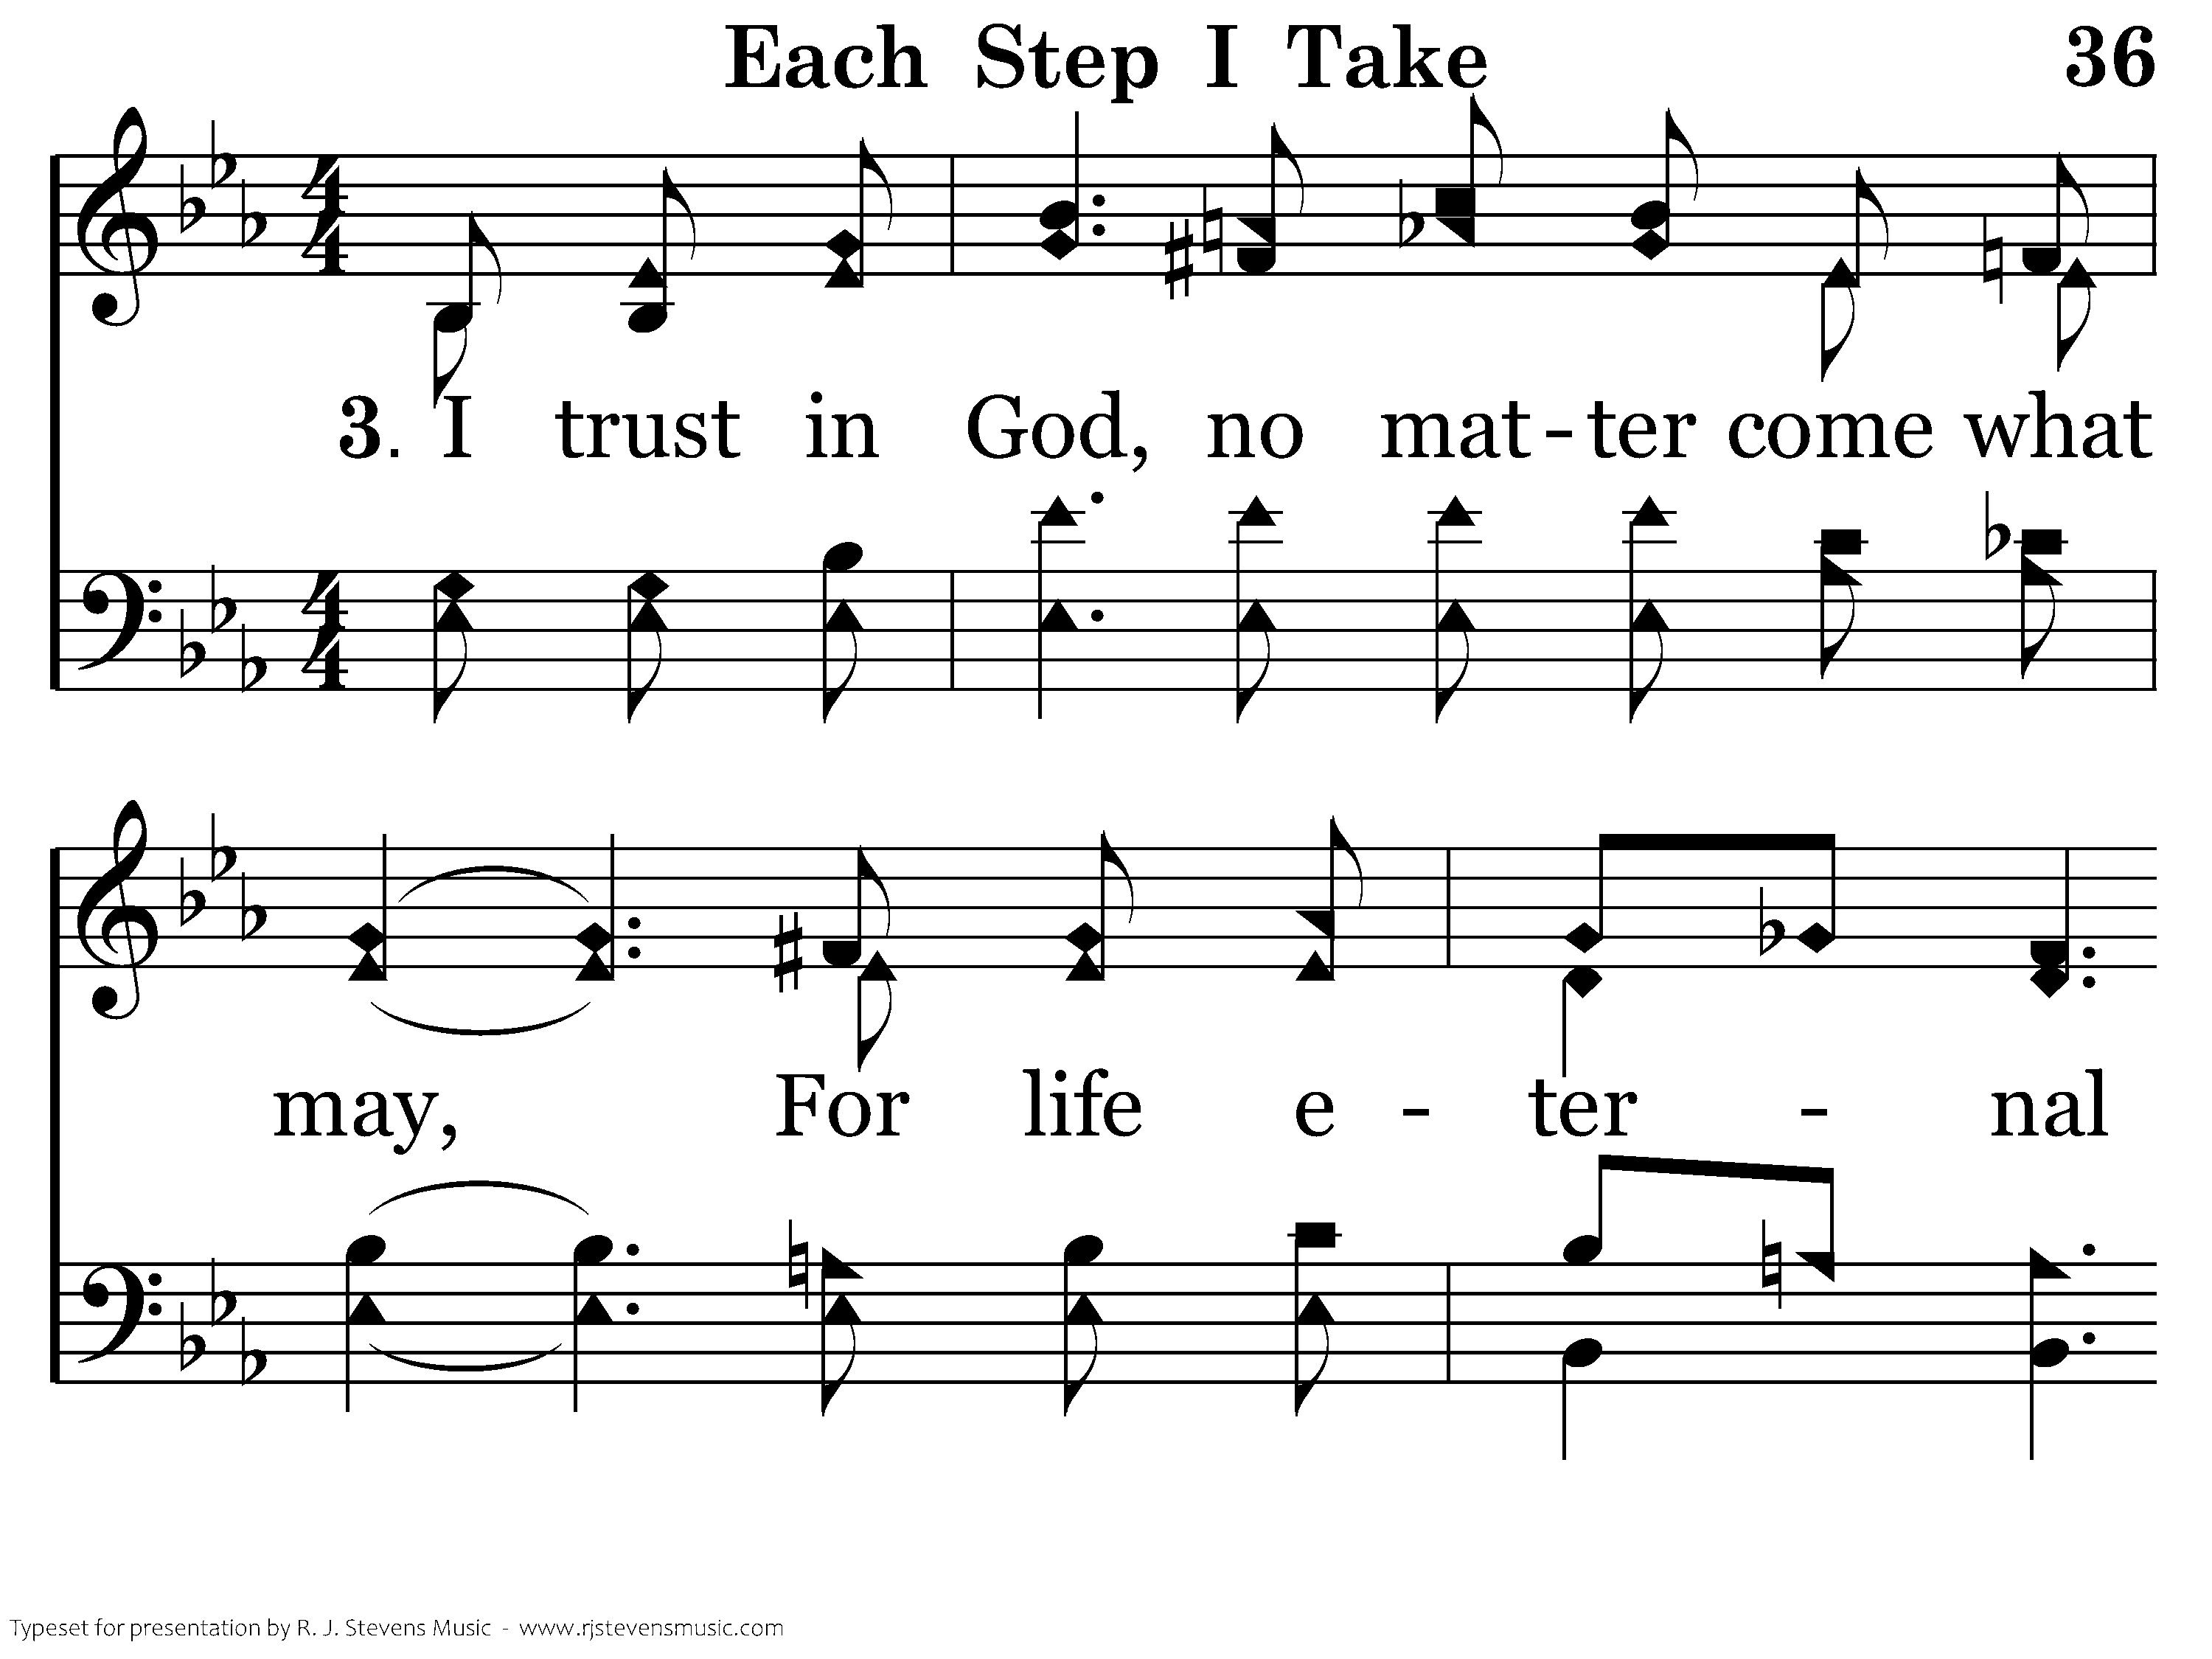 Each Step I Take 36
3. I trust in God, no mat - ter come what
may, For life e - ter - nal
Typeset for presentation by R. J. Stevens Music - www.rjstevensmusic.com